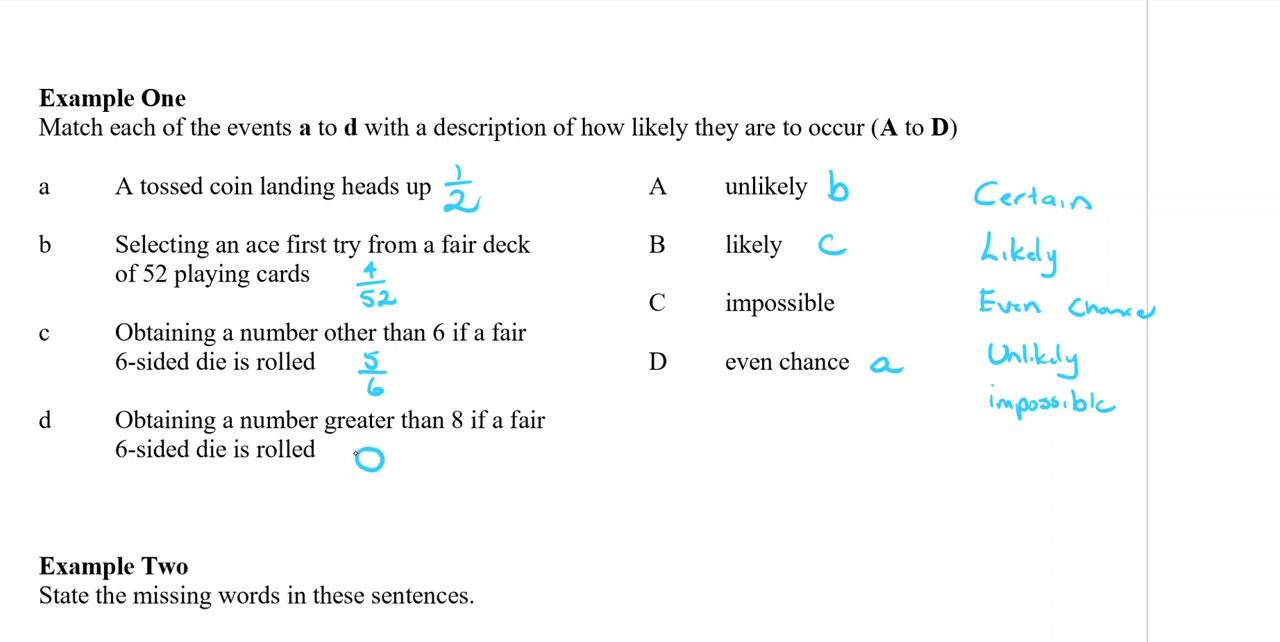 Example One
Match each of the events a to d with a description of how likely they are to occur (A to D)
a A tossed coin landing heads up 1/2
A unlikely b
b Selecting an ace first try from a fair deck
of 52 playing cards 4/52
B likely c
C impossible
c Obtaining a number other than 6 if a fair
6-sided die is rolled 5/6
D even chance a
d Obtaining a number greater than 8 if a fair
6-sided die is rolled 0
Certain
Likely
Even chance
Unlikely
impossible
Example Two
State the missing words in these sentences.